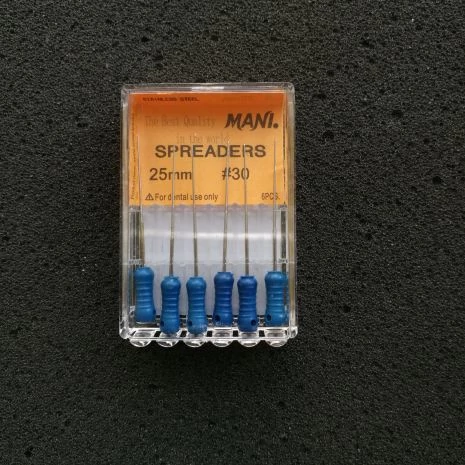 STAINLESS STEEL
The Best Quality
in the world
MANI.
SPREADERS
25mm #30
⚠For dental use only
6PCS.